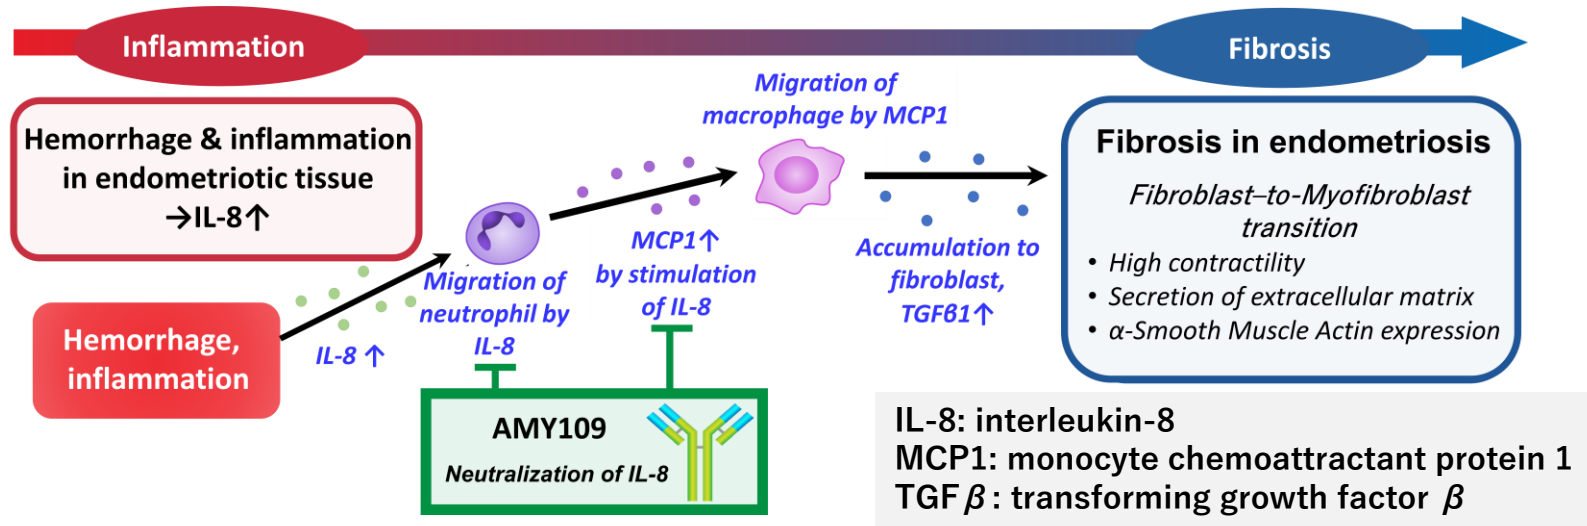 Inflammation
Fibrosis
Hemorrhage & inflammation
in endometriotic tissue
→IL-8↑
Hemorrhage,
inflammation
IL-8 ↑
Migration of
neutrophil by
IL-8
MCP1↑
by stimulation
of IL-8
Migration of
macrophage by MCP1
Accumulation to
fibroblast,
TGFβ1↑
Fibrosis in endometriosis
Fibroblast–to-Myofibroblast
transition
• High contractility
• Secretion of extracellular matrix
• α-Smooth Muscle Actin expression
AMY109
Neutralization of IL-8
IL-8: interleukin-8
MCP1: monocyte chemoattractant protein 1
TGFβ: transforming growth factor β